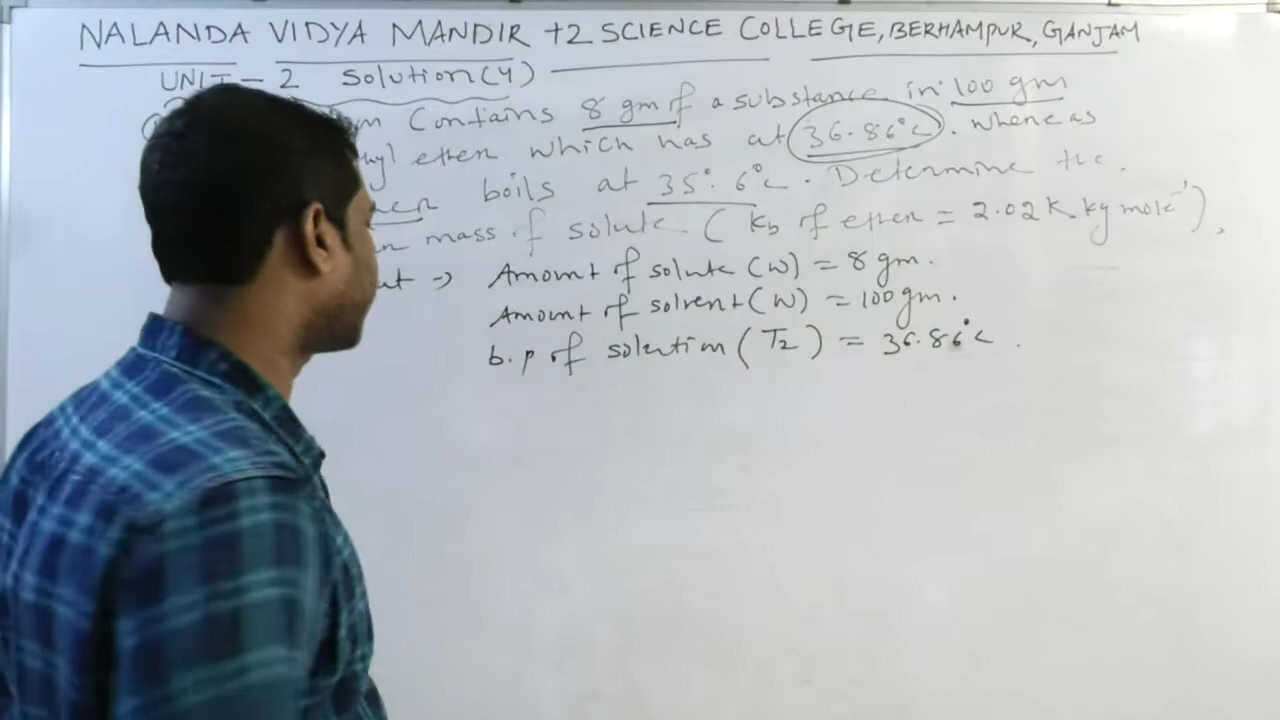 NALANDA VIDYA MANDIR +2 SCIENCE COLLEGE, BERHAMPUR, GANJAM
UNIT - 2 Solution (4)
Contains 8 gm of a substance in 100 gm
ether which has at 36.86°C. whereas
boils at 35°.6°C. Determine the
mass of solute. (Kb of ether = 2.02 K kg mole⁻¹),
→ Amount of solute (w) = 8 gm.
Amount of solvent (W) = 100 gm.
b.p of solution (T₂) = 36.86°C.